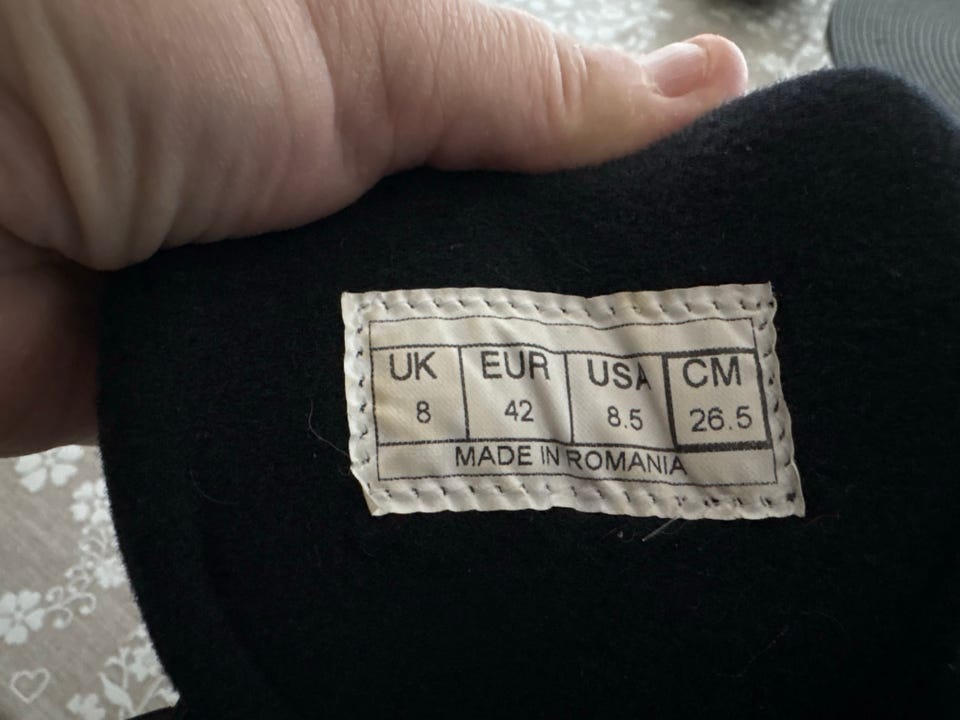 UK EUR USA CM
8 42 8.5 26.5
MADE IN ROMANIA